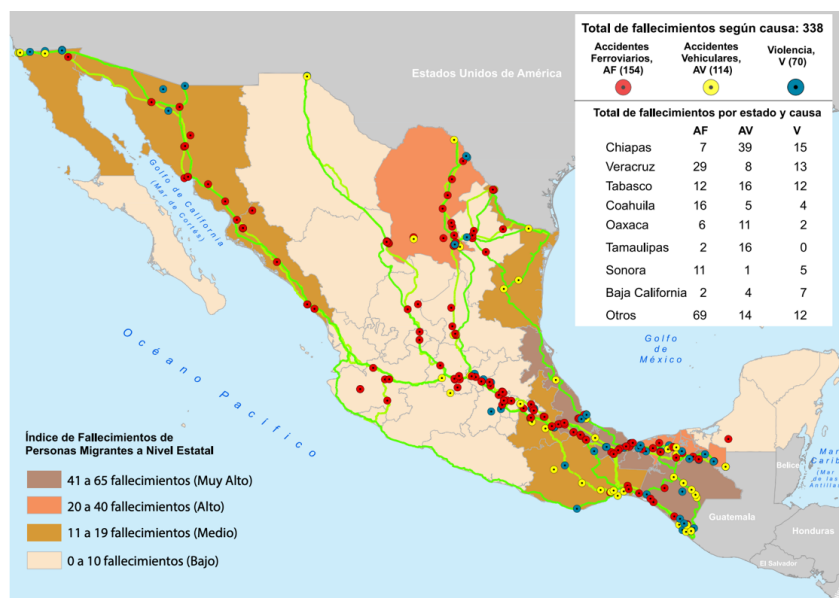 Total de fallecimientos según causa: 338
Accidentes
Ferroviarios,
AF (154)
Accidentes
Vehiculares,
AV (114)
Violencia,
V (70)
Total de fallecimientos por estado y causa
AF AV V
Chiapas 7 39 15
Veracruz 29 8 13
Tabasco 12 16 12
Coahuila 16 5 4
Oaxaca 6 11 2
Tamaulipas 2 16 0
Sonora 11 1 5
Baja California 2 4 7
Otros 69 14 12
Estados Unidos de América
Golfo de California
(Mar de Cortés)
Océano Pacífico
Golfo
de
México
Mar
Carib
(Mar
de las
Antillas)
Belice
Guatemala
Honduras
El Salvador
Índice de Fallecimientos de
Personas Migrantes a Nivel Estatal
41 a 65 fallecimientos (Muy Alto)
20 a 40 fallecimientos (Alto)
11 a 19 fallecimientos (Medio)
0 a 10 fallecimientos (Bajo)